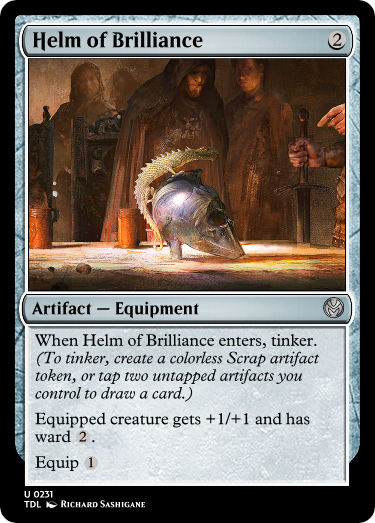 Helm of Brilliance 2
Artifact — Equipment
When Helm of Brilliance enters, tinker.
(To tinker, create a colorless Scrap artifact
token, or tap two untapped artifacts you
control to draw a card.)
Equipped creature gets +1/+1 and has
ward 2 .
Equip 1
U 0231
TDL Richard Sashigane